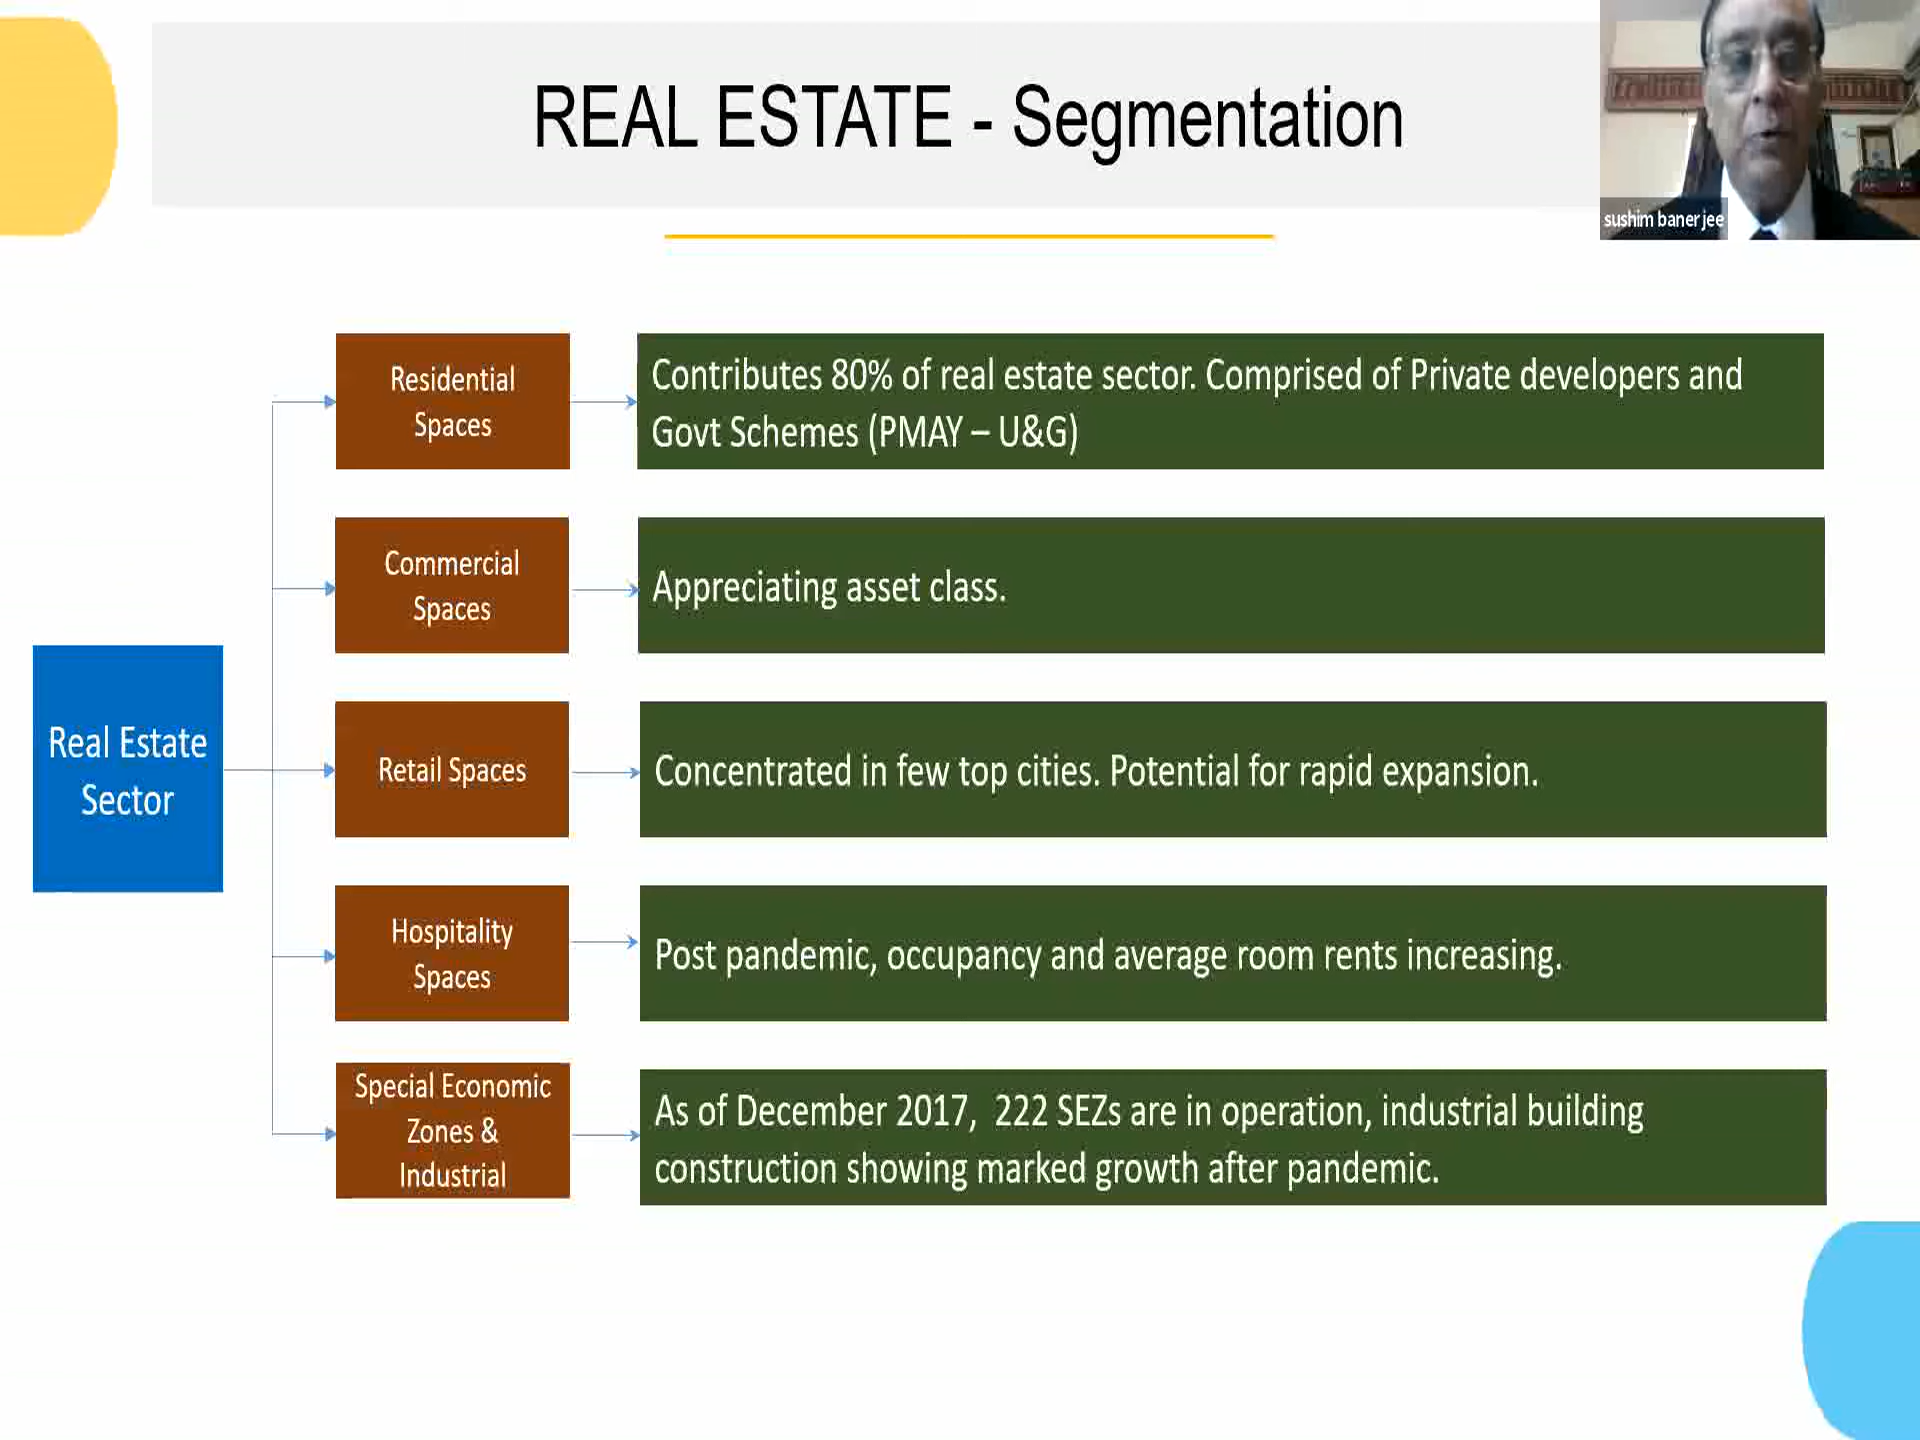 REAL ESTATE - Segmentation
sushim banerjee
Real Estate
Sector
Residential
Spaces
Contributes 80% of real estate sector. Comprised of Private developers and
Govt Schemes (PMAY – U&G)
Commercial
Spaces
Appreciating asset class.
Retail Spaces
Concentrated in few top cities. Potential for rapid expansion.
Hospitality
Spaces
Post pandemic, occupancy and average room rents increasing.
Special Economic
Zones &
Industrial
As of December 2017, 222 SEZs are in operation, industrial building
construction showing marked growth after pandemic.